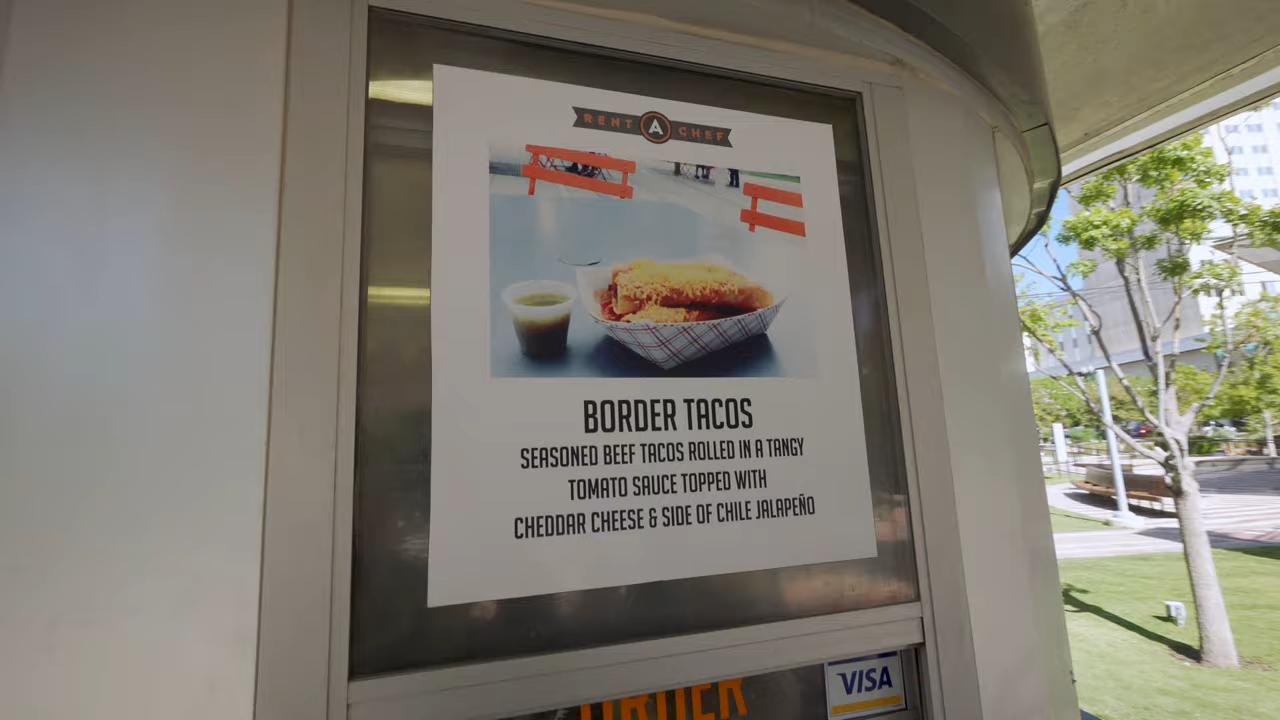 RENT A CHEF
BORDER TACOS
SEASONED BEEF TACOS ROLLED IN A TANGY
TOMATO SAUCE TOPPED WITH
CHEDDAR CHEESE & SIDE OF CHILE JALAPEÑO
ORDER
VISA